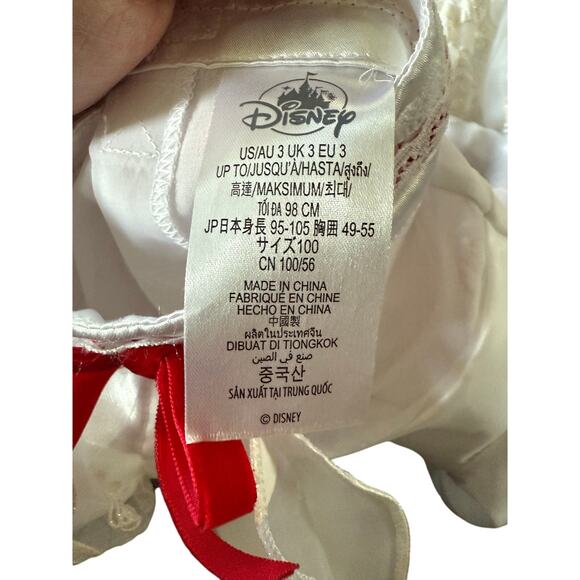 Disney
US/AU 3 UK 3 EU 3
UP TO/JUSQU'À/HASTA/สูงถึง/
高達/MAKSIMUM/최대/
TỐI ĐA 98 CM
JP日本身長 95-105 胸囲 49-55
サイズ100
CN 100/56
MADE IN CHINA
FABRIQUÉ EN CHINE
HECHO EN CHINA
中國製
ผลิตในประเทศจีน
DIBUAT DI TIONGKOK
صنع في الصين
중국산
SẢN XUẤT TẠI TRUNG QUỐC
© DISNEY